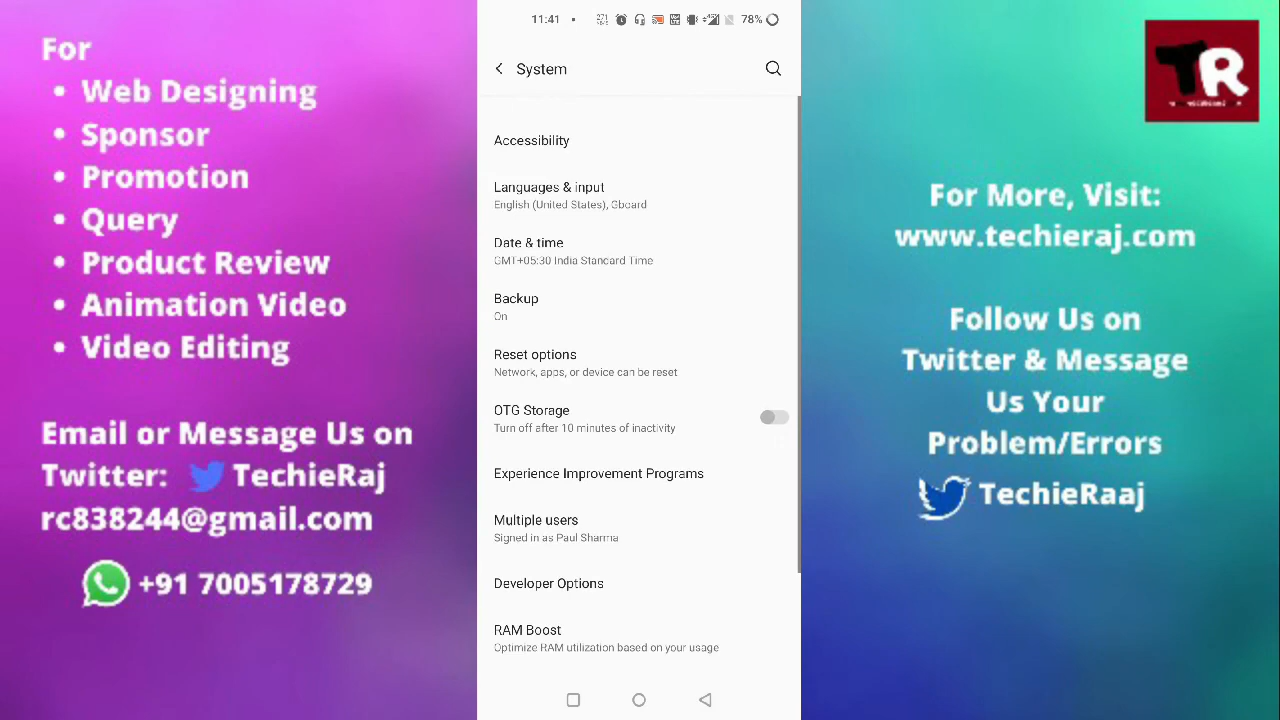 For
• Web Designing
• Sponsor
• Promotion
• Query
• Product Review
• Animation Video
• Video Editing
Email or Message Us on
Twitter: TechieRaj
rc838244@gmail.com
+91 7005178729
11:41
78%
System
Accessibility
Languages & input
English (United States), Gboard
Date & time
GMT+05:30 India Standard Time
Backup
On
Reset options
Network, apps, or device can be reset
OTG Storage
Turn off after 10 minutes of inactivity
Experience Improvement Programs
Multiple users
Signed in as Paul Sharma
Developer Options
RAM Boost
Optimize RAM utilization based on your usage
TR
For More, Visit:
www.techieraj.com
Follow Us on
Twitter & Message
Us Your
Problem/Errors
TechieRaaj